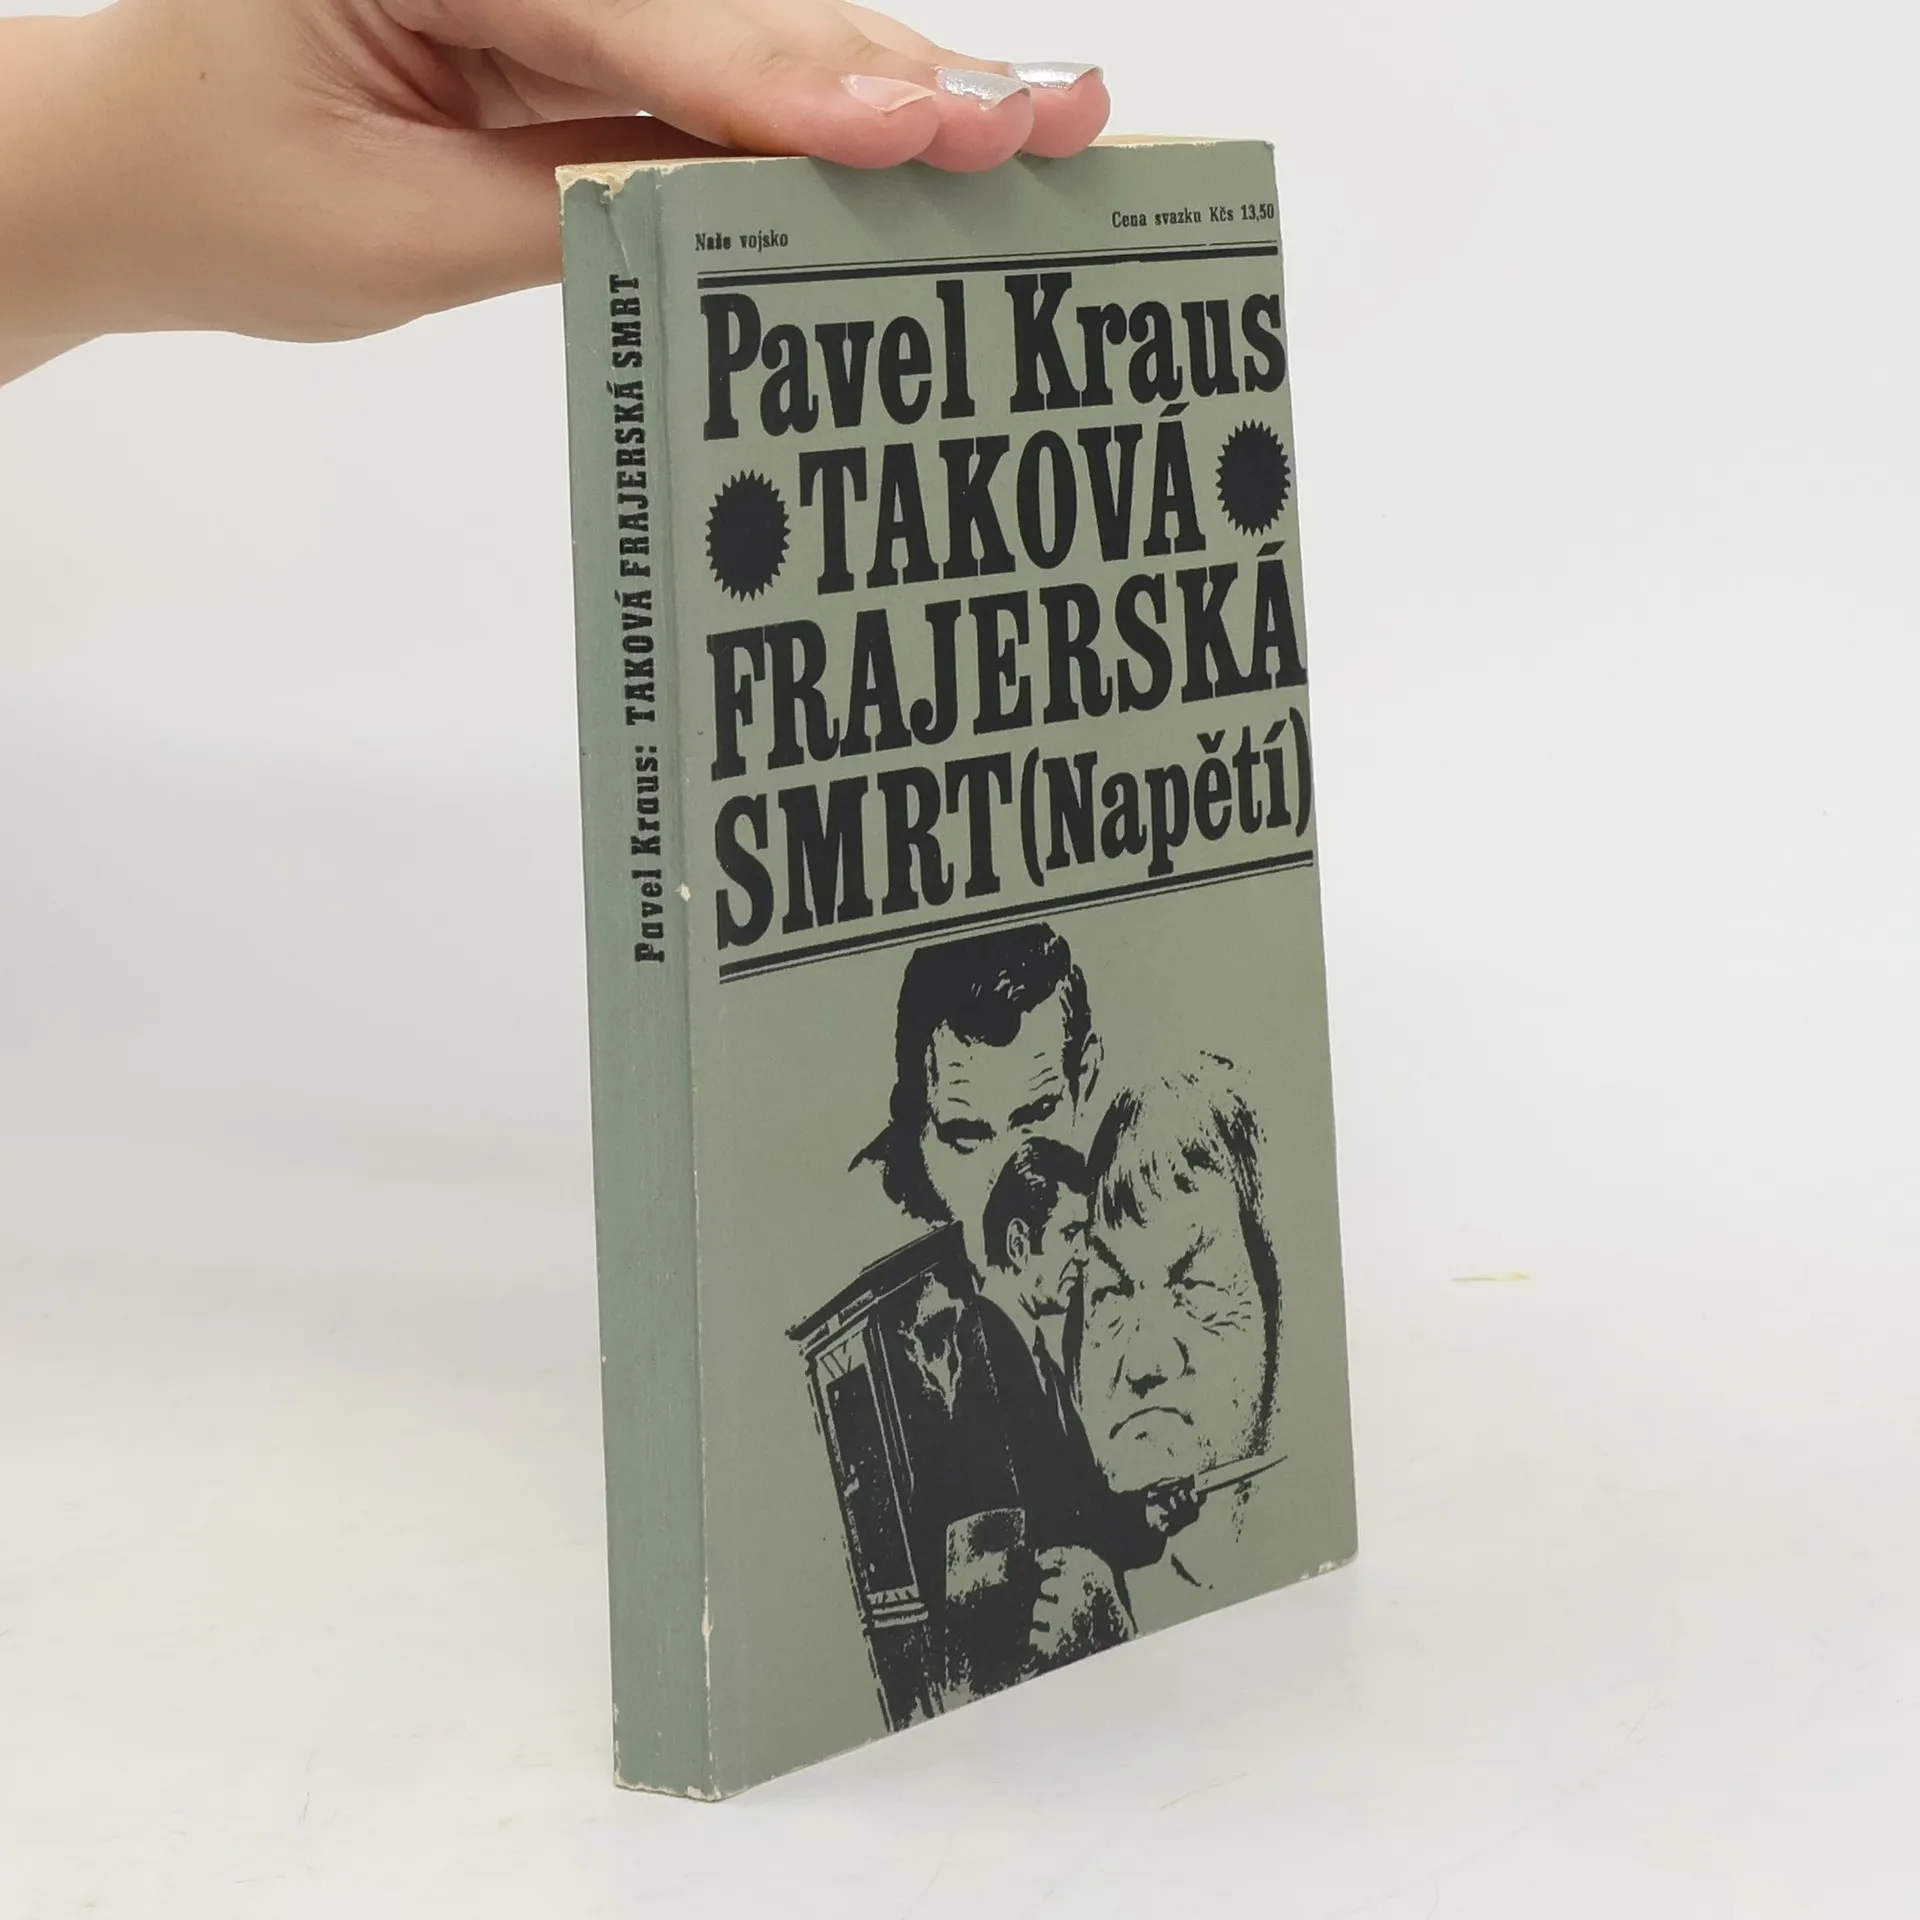 Pavel Kraus: TAKOVÁ FRAJERSKÁ SMRT
Naše vojsko
Cena svazku Kčs 13,50
Pavel Kraus
TAKOVÁ
FRAJERSKÁ
SMRT (Napětí)